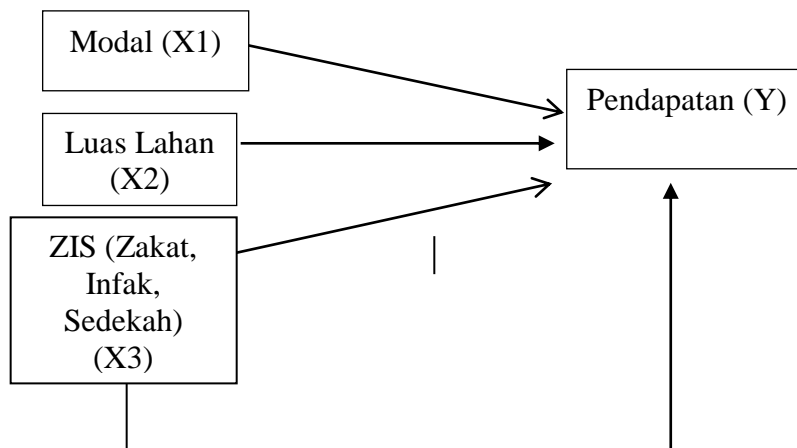 Modal (X1)
Luas Lahan
(X2)
ZIS (Zakat,
Infak,
Sedekah)
(X3)
Pendapatan (Y)